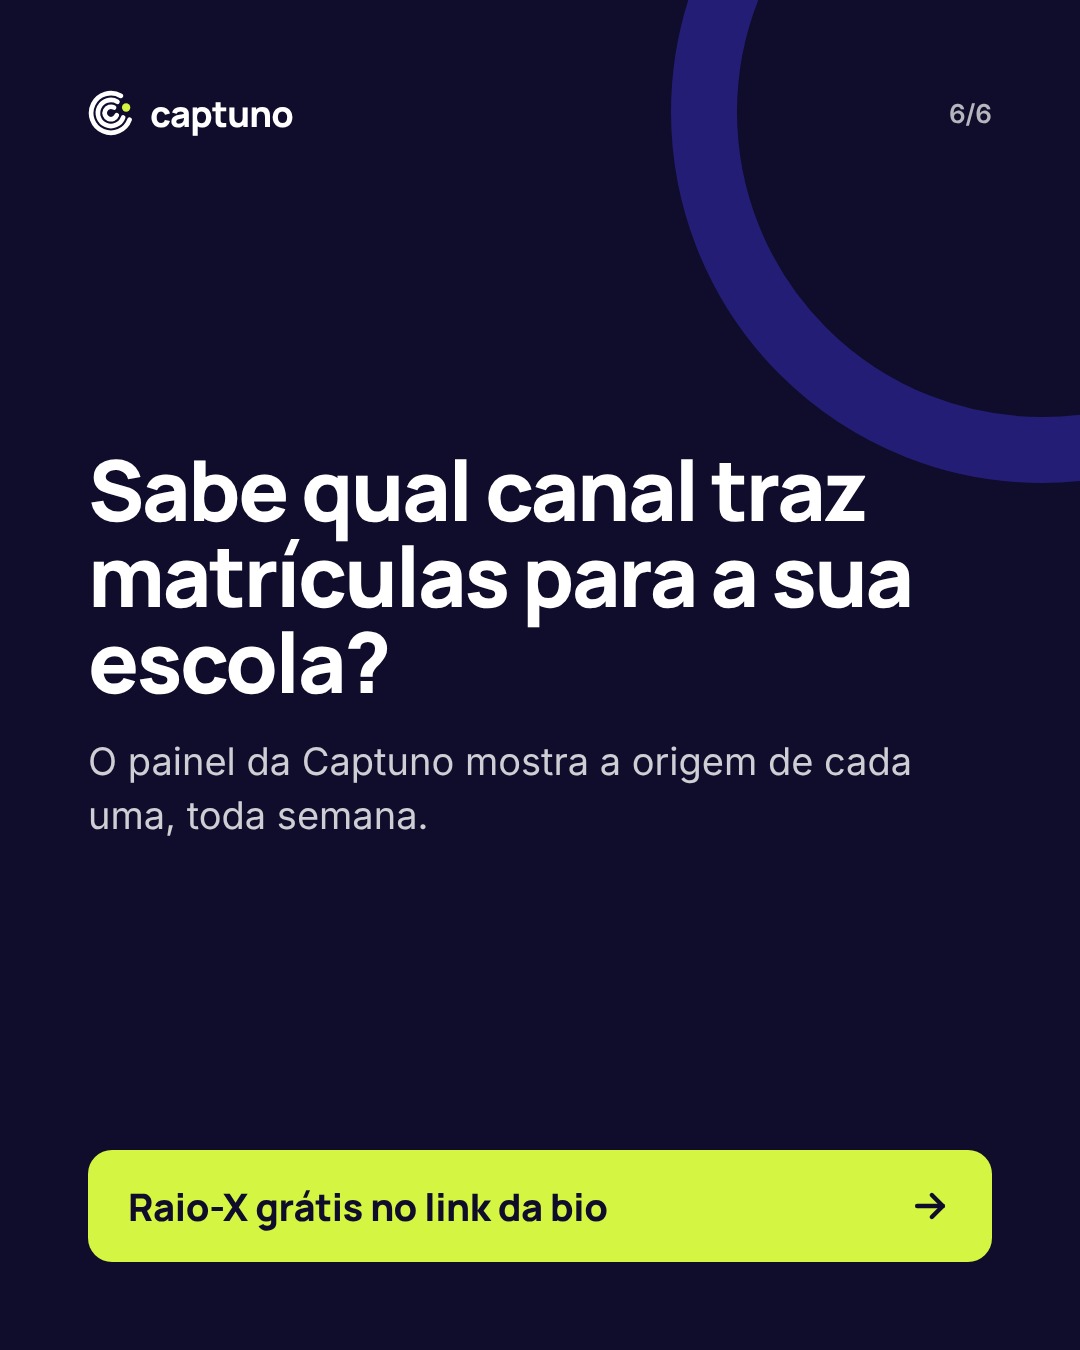 captuno
6/6
Sabe qual canal traz
matrículas para a sua
escola?
O painel da Captuno mostra a origem de cada
uma, toda semana.
Raio-X grátis no link da bio →